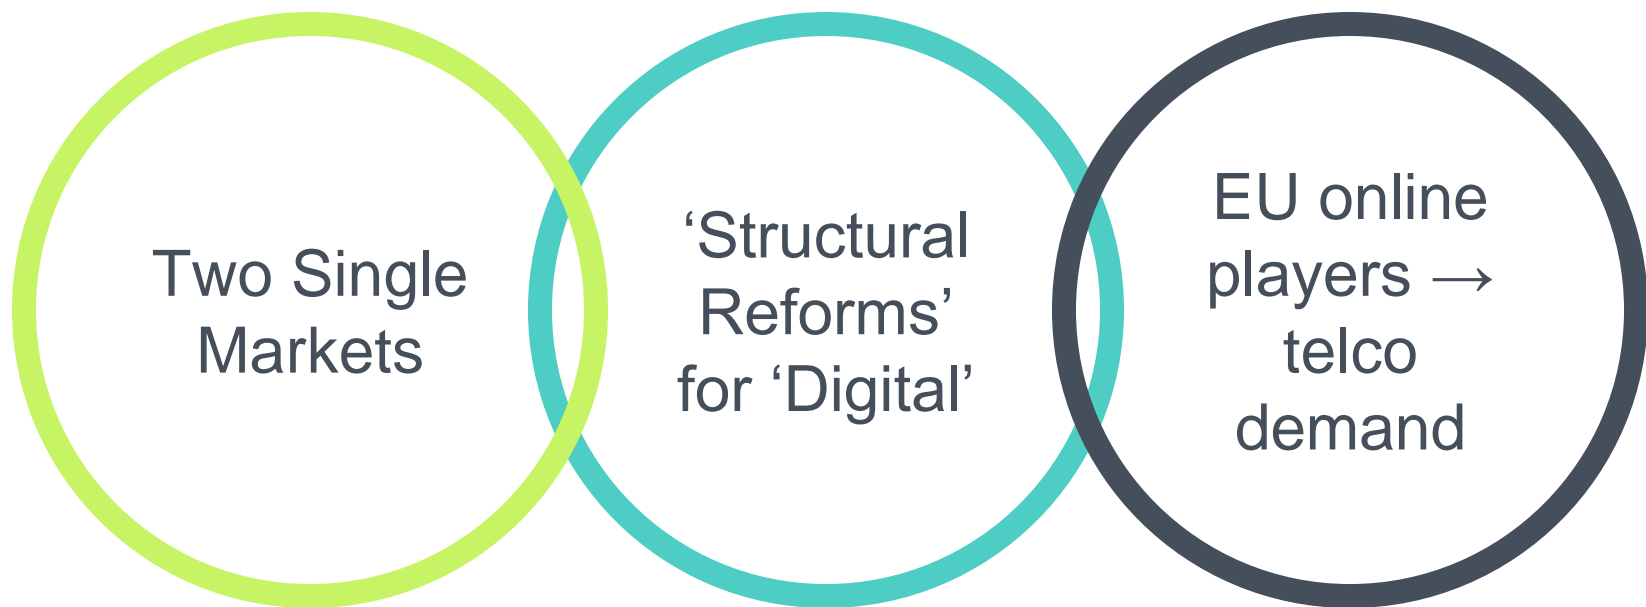 Two Single
Markets
‘Structural
Reforms’
for ‘Digital’
EU online
players →
telco
demand